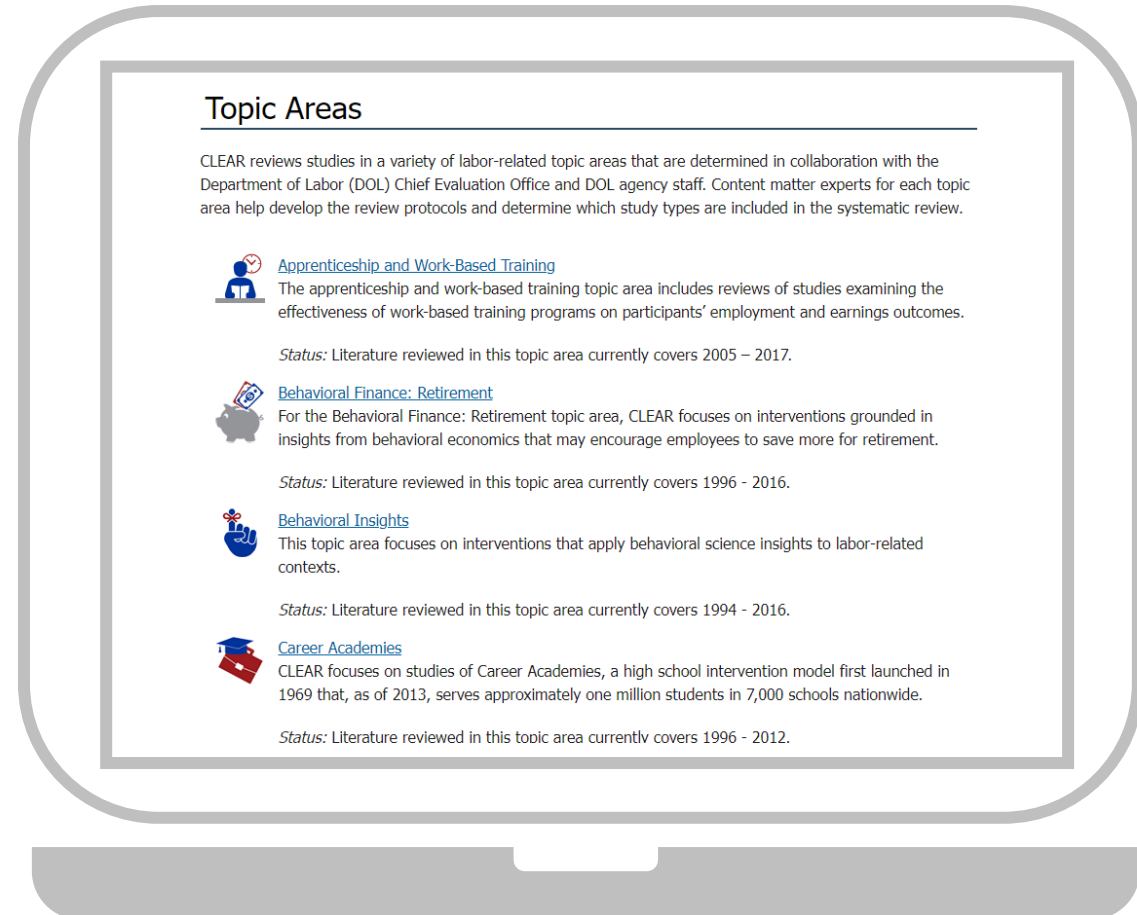 Topic Areas
CLEAR reviews studies in a variety of labor-related topic areas that are determined in collaboration with the
Department of Labor (DOL) Chief Evaluation Office and DOL agency staff. Content matter experts for each topic
area help develop the review protocols and determine which study types are included in the systematic review.
Apprenticeship and Work-Based Training
The apprenticeship and work-based training topic area includes reviews of studies examining the
effectiveness of work-based training programs on participants’ employment and earnings outcomes.
Status: Literature reviewed in this topic area currently covers 2005 – 2017.
Behavioral Finance: Retirement
For the Behavioral Finance: Retirement topic area, CLEAR focuses on interventions grounded in
insights from behavioral economics that may encourage employees to save more for retirement.
Status: Literature reviewed in this topic area currently covers 1996 - 2016.
Behavioral Insights
This topic area focuses on interventions that apply behavioral science insights to labor-related
contexts.
Status: Literature reviewed in this topic area currently covers 1994 - 2016.
Career Academies
CLEAR focuses on studies of Career Academies, a high school intervention model first launched in
1969 that, as of 2013, serves approximately one million students in 7,000 schools nationwide.
Status: Literature reviewed in this topic area currently covers 1996 - 2012.